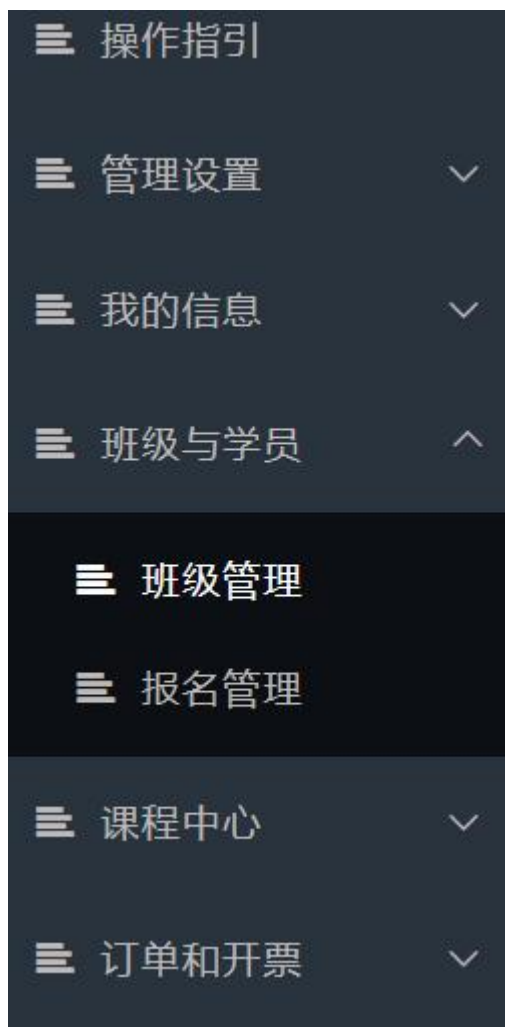 操作指引
管理设置
我的信息
班级与学员
班级管理
报名管理
课程中心
订单和开票